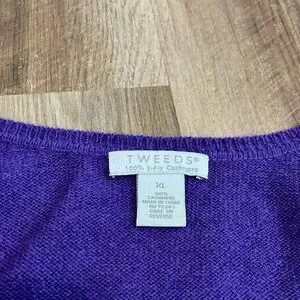 TWEEDS®
100% 2-Ply Cashmere
XL
100%
CASHMERE
MADE IN CHINA
CARE ON
REVERSE